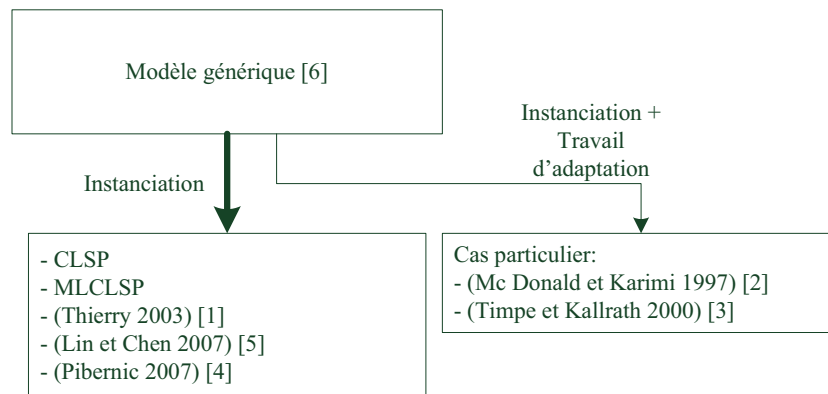 Modèle générique [6]
Instanciation +
Travail
d'adaptation
Instanciation
- CLSP
- MLCLSP
- (Thierry 2003) [1]
- (Lin et Chen 2007) [5]
- (Pibernic 2007) [4]
Cas particulier:
- (Mc Donald et Karimi 1997) [2]
- (Timpe et Kallrath 2000) [3]